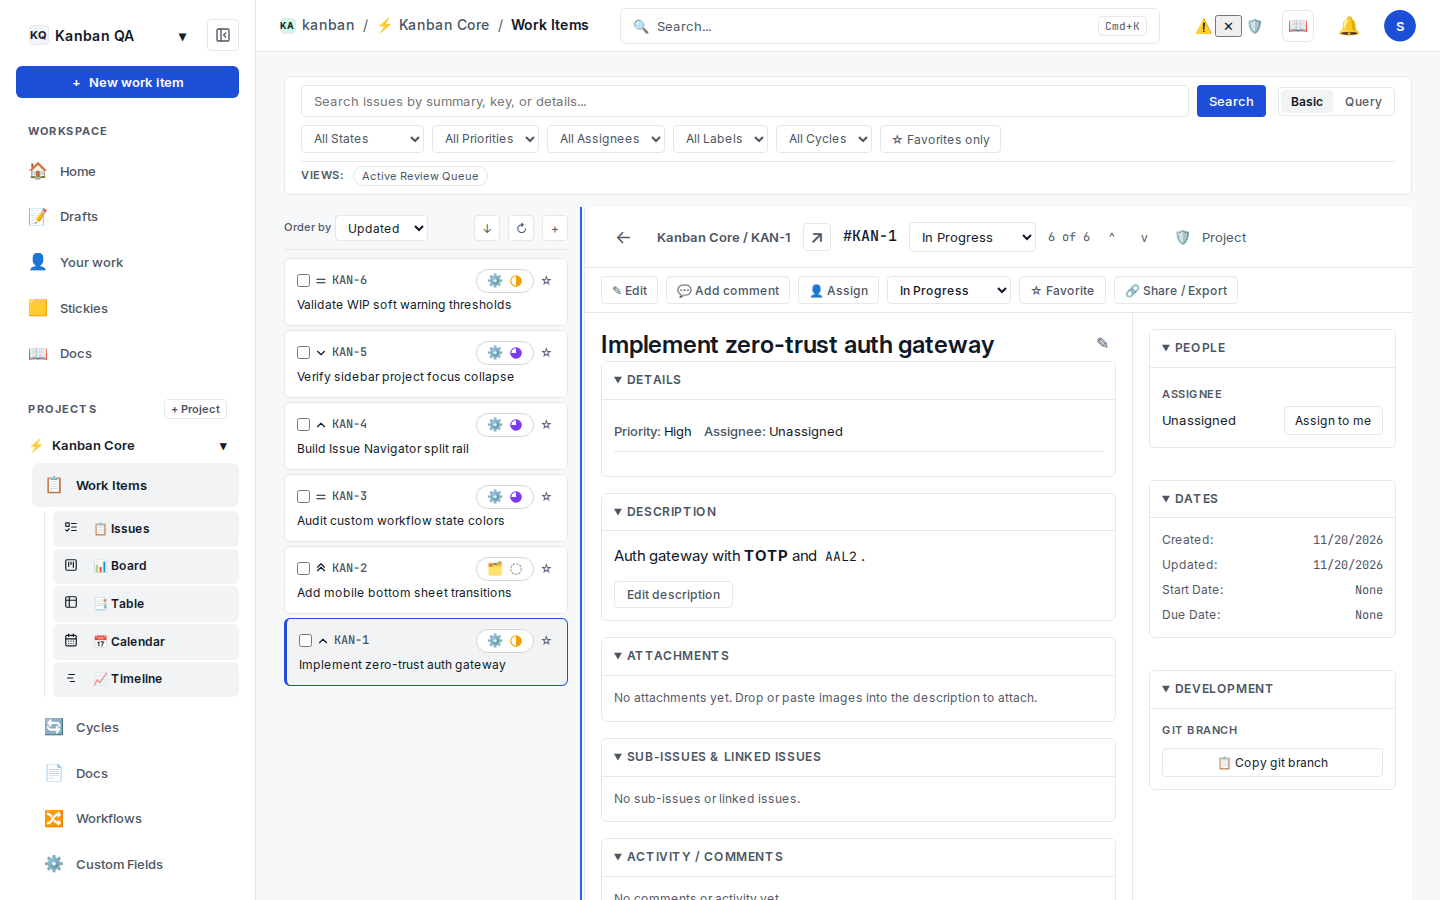 KQ Kanban QA ▾
+ New work item
WORKSPACE
Home
Drafts
Your work
Stickies
Docs
PROJECTS + Project
Kanban Core ▾
Work Items
Issues
Board
Table
Calendar
Timeline
Cycles
Docs
Workflows
Custom Fields
KA kanban / ⚡ Kanban Core / Work Items
Search... Cmd+K
S
Search issues by summary, key, or details...
Search
Basic Query
All States All Priorities All Assignees All Labels All Cycles ☆ Favorites only
VIEWS: Active Review Queue
Order by Updated ↓ ↻ +
KAN-6
Validate WIP soft warning thresholds
KAN-5
Verify sidebar project focus collapse
KAN-4
Build Issue Navigator split rail
KAN-3
Audit custom workflow state colors
KAN-2
Add mobile bottom sheet transitions
KAN-1
Implement zero-trust auth gateway
← Kanban Core / KAN-1 #KAN-1 In Progress 6 of 6 ^ v Project
✎ Edit Add comment Assign In Progress ☆ Favorite Share / Export
Implement zero-trust auth gateway
▾ DETAILS
Priority: High Assignee: Unassigned
▾ DESCRIPTION
Auth gateway with TOTP and AAL2.
Edit description
▾ ATTACHMENTS
No attachments yet. Drop or paste images into the description to attach.
▾ SUB-ISSUES & LINKED ISSUES
No sub-issues or linked issues.
▾ ACTIVITY / COMMENTS
No comments or activity yet
▾ PEOPLE
ASSIGNEE
Unassigned Assign to me
▾ DATES
Created: 11/20/2026
Updated: 11/20/2026
Start Date: None
Due Date: None
▾ DEVELOPMENT
GIT BRANCH
Copy git branch